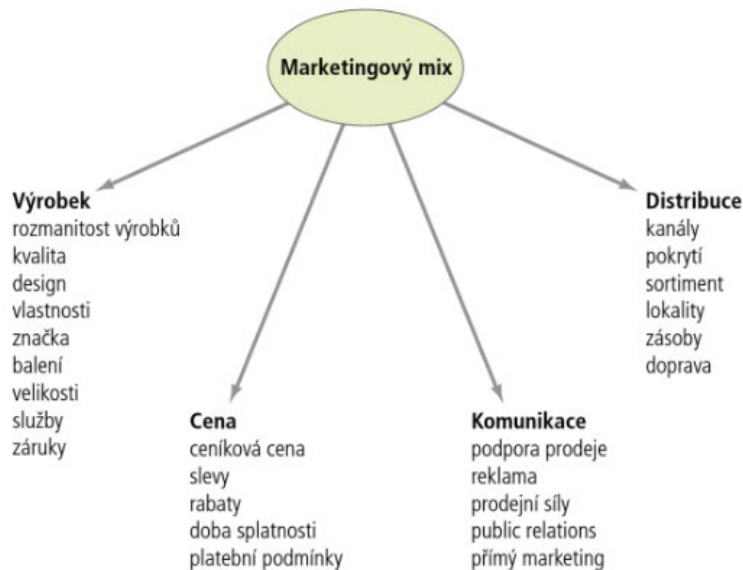 Marketingový mix
Výrobek
rozmanitost výrobků
kvalita
design
vlastnosti
značka
balení
velikosti
služby
záruky
Cena
ceníková cena
slevy
rabaty
doba splatnosti
platební podmínky
Komunikace
podpora prodeje
reklama
prodejní síly
public relations
přímý marketing
Distribuce
kanály
pokrytí
sortiment
lokality
zásoby
doprava